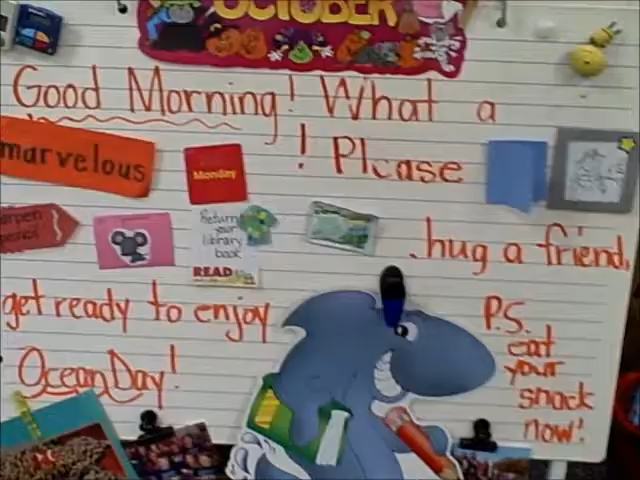 OCTOBER
Good Morning! What a
marvelous Monday ! Please
pencil Return your library book READ . hug a friend,
get ready to enjoy
Ocean Day!
P.S.
eat
your
snack
now!